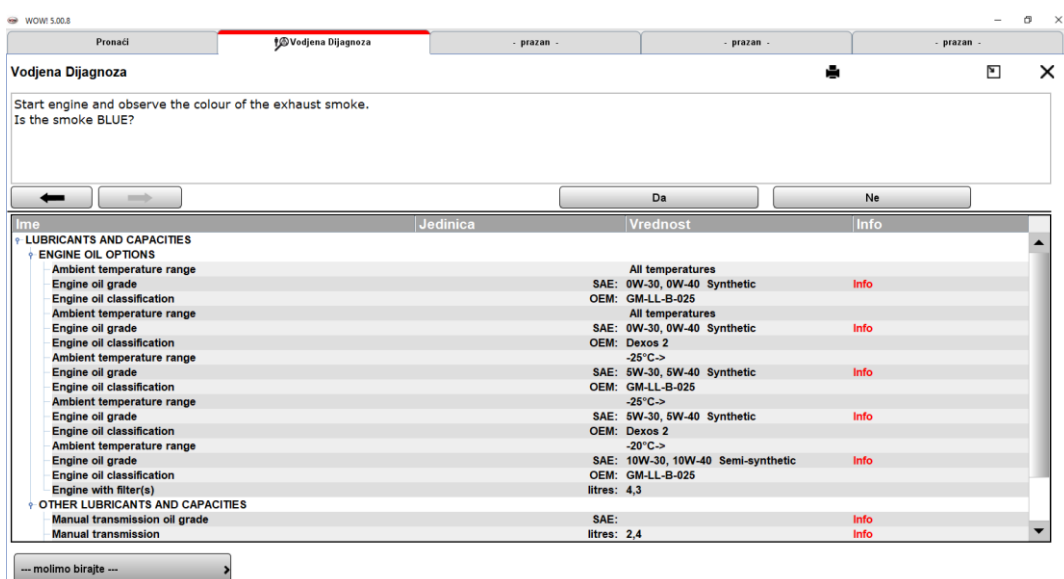 WOW! 5.00.8
Pronaći
Vodjena Dijagnoza
- prazan -
- prazan -
- prazan -
Vodjena Dijagnoza
Start engine and observe the colour of the exhaust smoke.
Is the smoke BLUE?
Da
Ne
Ime Jedinica Vrednost Info
LUBRICANTS AND CAPACITIES
ENGINE OIL OPTIONS
Ambient temperature range All temperatures
Engine oil grade SAE: 0W-30, 0W-40 Synthetic Info
Engine oil classification OEM: GM-LL-B-025
Ambient temperature range All temperatures
Engine oil grade SAE: 0W-30, 0W-40 Synthetic Info
Engine oil classification OEM: Dexos 2
Ambient temperature range -25°C->
Engine oil grade SAE: 5W-30, 5W-40 Synthetic Info
Engine oil classification OEM: GM-LL-B-025
Ambient temperature range -25°C->
Engine oil grade SAE: 5W-30, 5W-40 Synthetic Info
Engine oil classification OEM: Dexos 2
Ambient temperature range -20°C->
Engine oil grade SAE: 10W-30, 10W-40 Semi-synthetic Info
Engine oil classification OEM: GM-LL-B-025
Engine with filter(s) litres: 4,3
OTHER LUBRICANTS AND CAPACITIES
Manual transmission oil grade SAE: Info
Manual transmission litres: 2,4 Info
--- molimo birajte ---